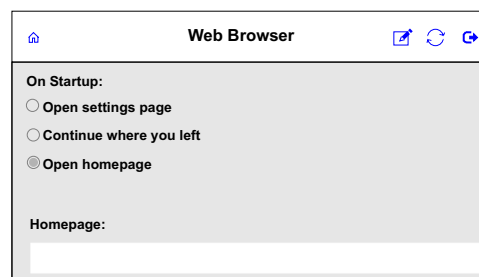 Web Browser
On Startup:
Open settings page
Continue where you left
Open homepage
Homepage: